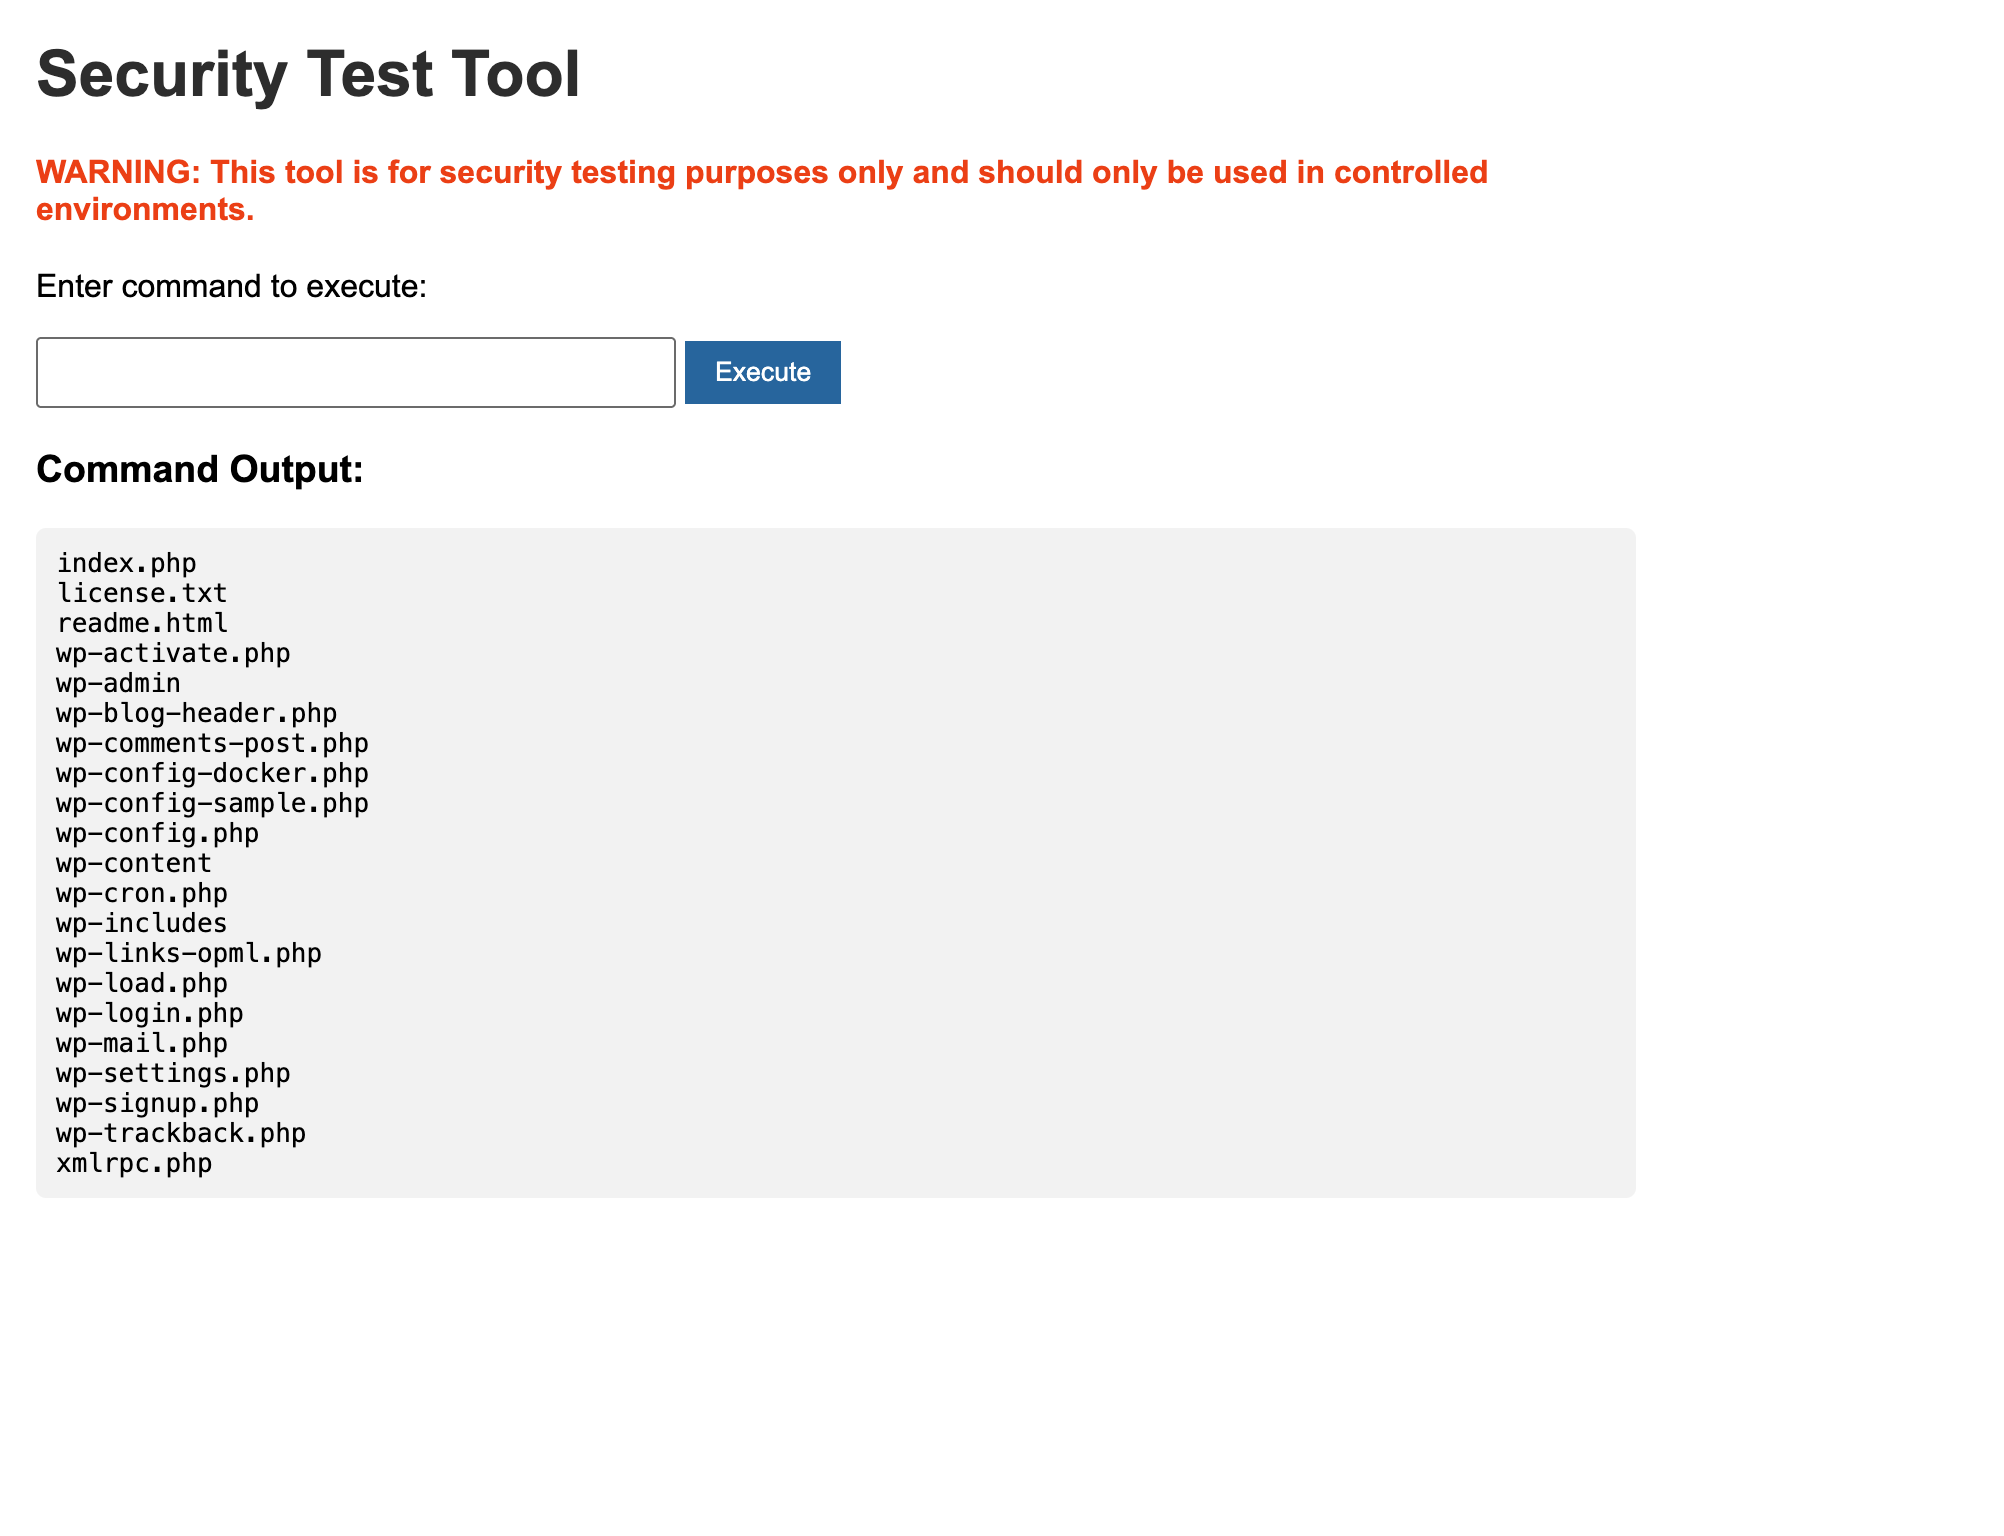 Security Test Tool
WARNING: This tool is for security testing purposes only and should only be used in controlled
environments.
Enter command to execute:
Execute
Command Output:
index.php
license.txt
readme.html
wp-activate.php
wp-admin
wp-blog-header.php
wp-comments-post.php
wp-config-docker.php
wp-config-sample.php
wp-config.php
wp-content
wp-cron.php
wp-includes
wp-links-opml.php
wp-load.php
wp-login.php
wp-mail.php
wp-settings.php
wp-signup.php
wp-trackback.php
xmlrpc.php